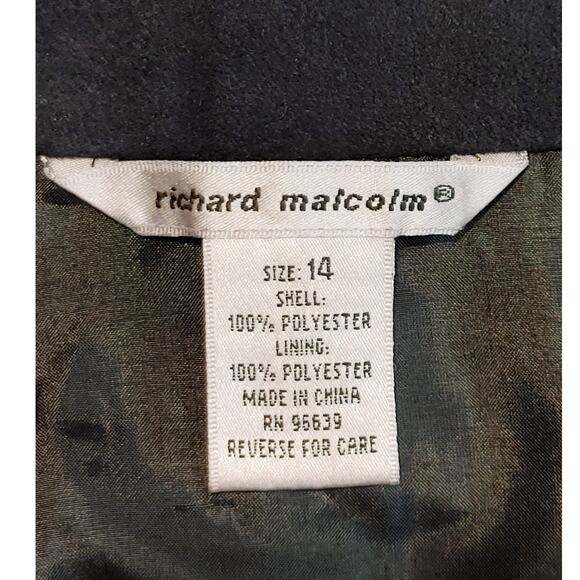 richard malcolm®
SIZE: 14
SHELL:
100% POLYESTER
LINING:
100% POLYESTER
MADE IN CHINA
RN 96639
REVERSE FOR CARE